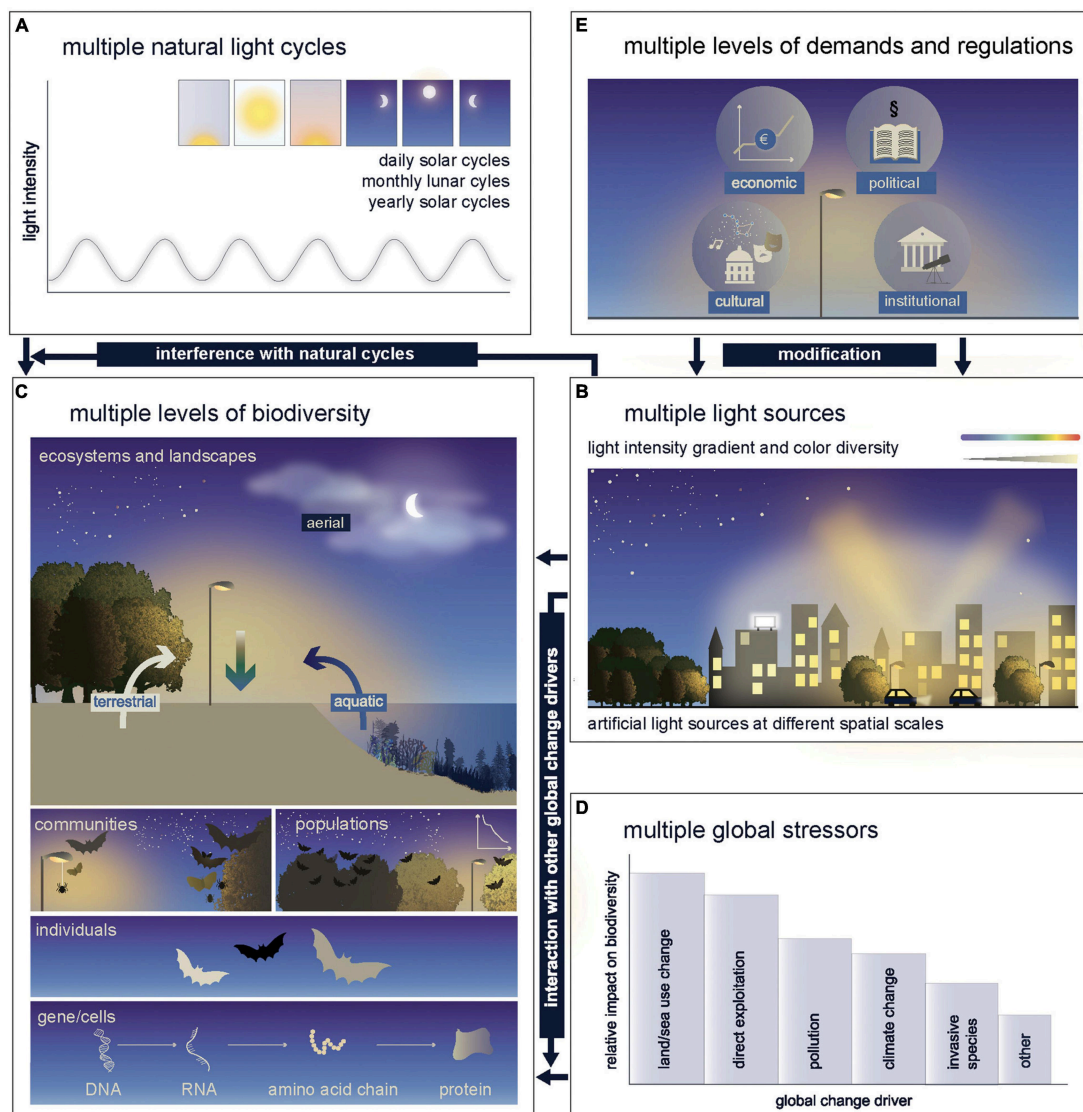 A
multiple natural light cycles
light intensity
daily solar cycles
monthly lunar cyles
yearly solar cycles
E
multiple levels of demands and regulations
€
economic
§
political
cultural
institutional
interference with natural cycles
modification
C
multiple levels of biodiversity
ecosystems and landscapes
aerial
terrestrial
aquatic
communities
populations
individuals
gene/cells
DNA
RNA
amino acid chain
protein
interaction with other global change drivers
B
multiple light sources
light intensity gradient and color diversity
artificial light sources at different spatial scales
D
multiple global stressors
relative impact on biodiversity
land/sea use change
direct exploitation
pollution
climate change
invasive
species
other
global change driver